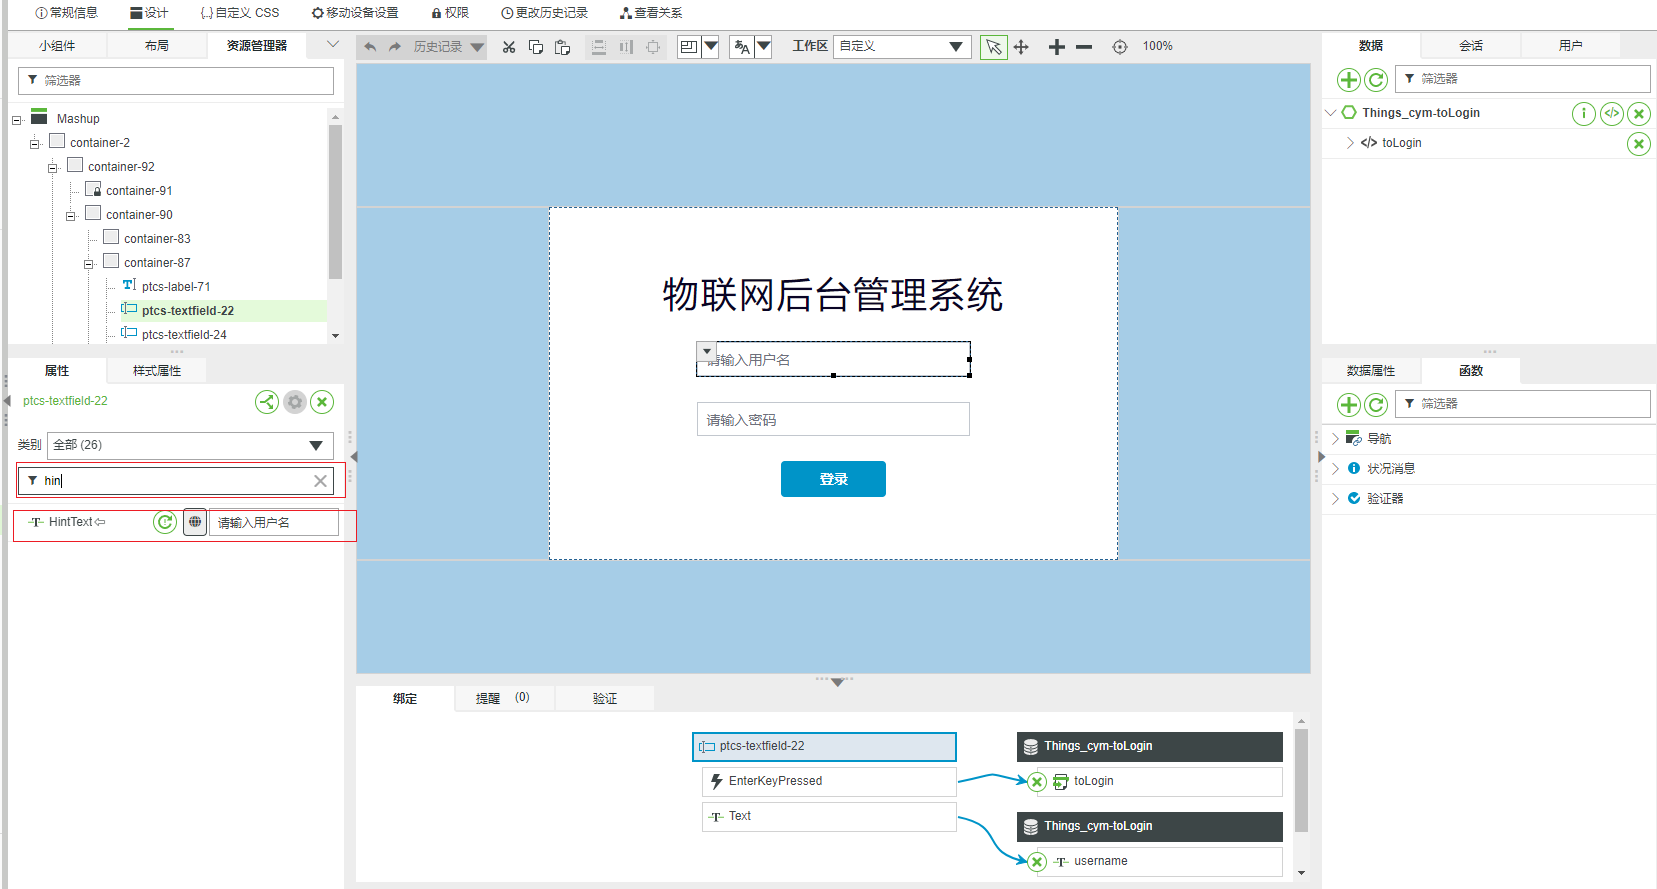 常规信息 设计 {..}自定义 CSS 移动设备设置 权限 更改历史记录 查看关系
小组件 布局 资源管理器
历史记录
工作区 自定义 100%
数据 会话 用户
筛选器
筛选器
Mashup
container-2
container-92
container-91
container-90
container-83
container-87
ptcs-label-71
ptcs-textfield-22
ptcs-textfield-24
Things_cym-toLogin
</> toLogin
物联网后台管理系统
请输入用户名
请输入密码
登录
属性 样式属性
ptcs-textfield-22
类别 全部 (26)
hin
HintText 请输入用户名
数据属性 函数
筛选器
导航
状况消息
验证器
绑定 提醒 (0) 验证
ptcs-textfield-22
EnterKeyPressed
Text
Things_cym-toLogin
toLogin
Things_cym-toLogin
username